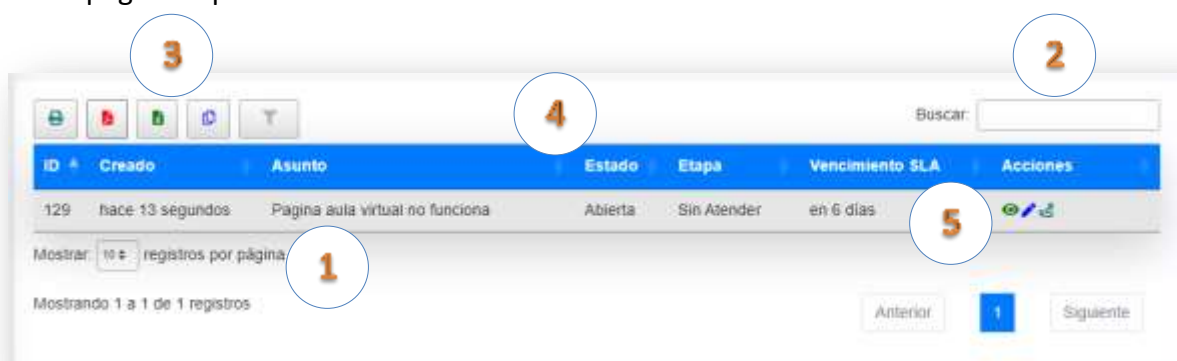 3
2
4
Buscar:
ID Creado Asunto Estado Etapa Vencimiento SLA Acciones
129 hace 13 segundos Pagina aula virtual no funciona Abierta Sin Atender en 6 días
5
Mostrar: 10 registros por página
1
Mostrando 1 a 1 de 1 registros
Anterior 1 Siguiente